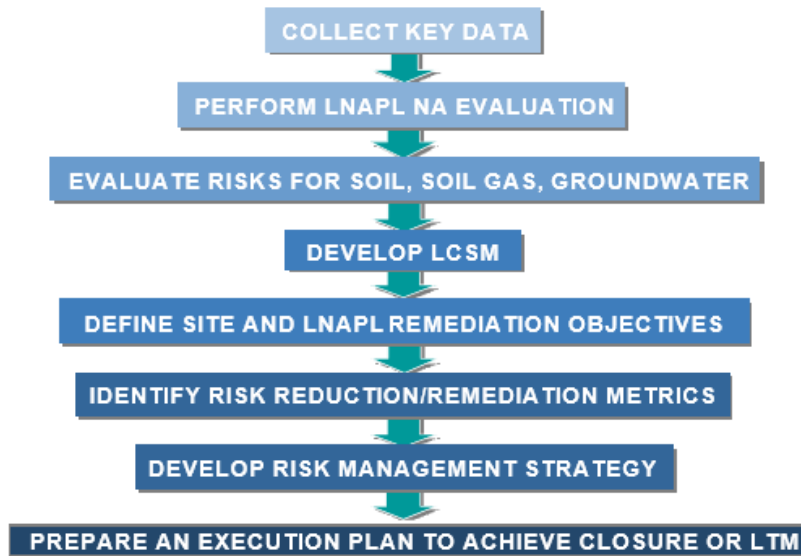 COLLECT KEY DATA
PERFORM LNAPL NA EVALUATION
EVALUATE RISKS FOR SOIL, SOIL GAS, GROUNDWATER
DEVELOP LCSM
DEFINE SITE AND LNAPL REMEDIATION OBJECTIVES
IDENTIFY RISK REDUCTION/REMEDIATION METRICS
DEVELOP RISK MANAGEMENT STRATEGY
PREPARE AN EXECUTION PLAN TO ACHIEVE CLOSURE OR LTM